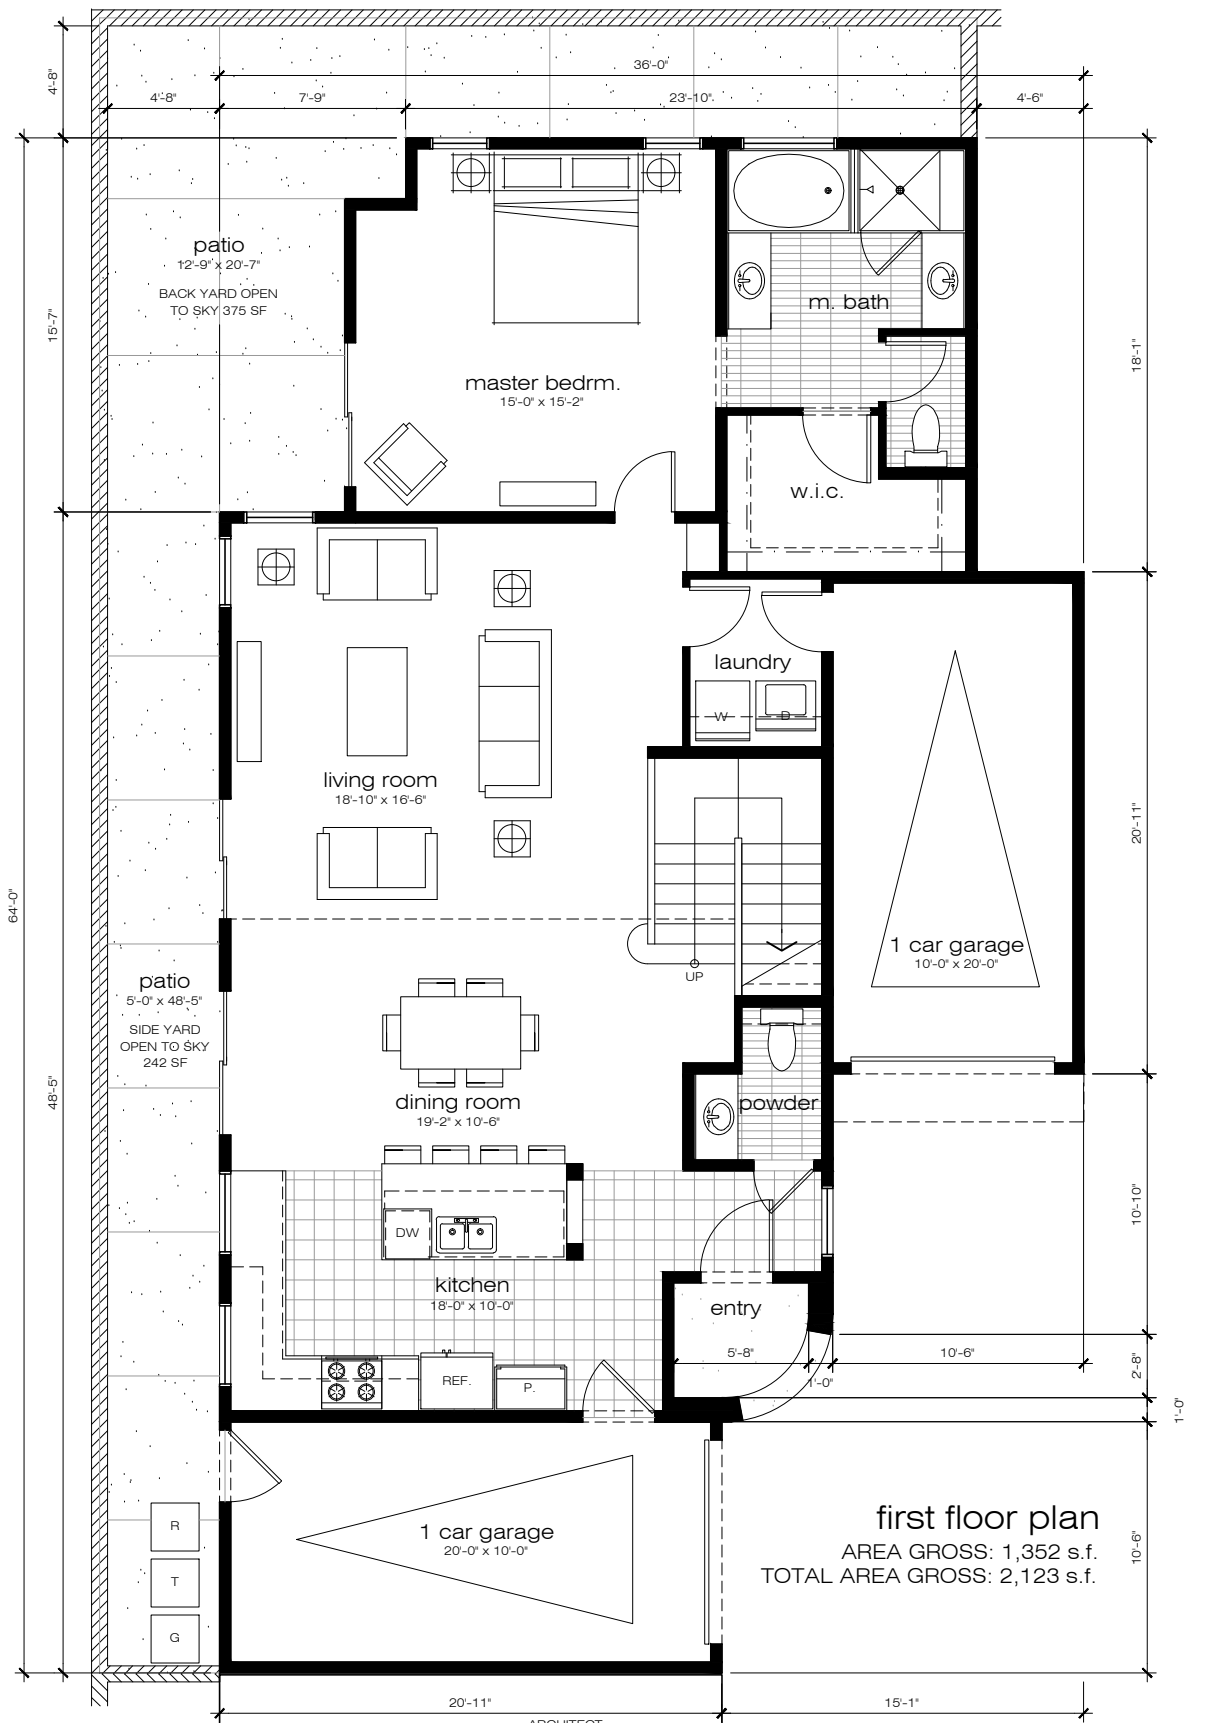 36'-0"
4'-8"
4'-8"
7'-9"
23'-10"
4'-6"
patio
12'-9" x 20'-7"
BACK YARD OPEN
TO SKY 375 SF
m. bath
15'-7"
18'-1"
master bedrm.
15'-0" x 15'-2"
w.i.c.
laundry
W
D
living room
18'-10" x 16'-6"
20'-11"
64'-0"
1 car garage
10'-0" x 20'-0"
UP
patio
5'-0" x 48'-5"
SIDE YARD
OPEN TO SKY
242 SF
48'-5"
dining room
19'-2" x 10'-6"
powder
10'-10"
DW
kitchen
18'-0" x 10'-0"
entry
5'-8"
10'-6"
1'-0"
2'-8"
REF.
P.
1'-0"
first floor plan
AREA GROSS: 1,352 s.f.
TOTAL AREA GROSS: 2,123 s.f.
1 car garage
20'-0" x 10'-0"
10'-6"
R
T
G
20'-11"
15'-1"
ARCHITECT